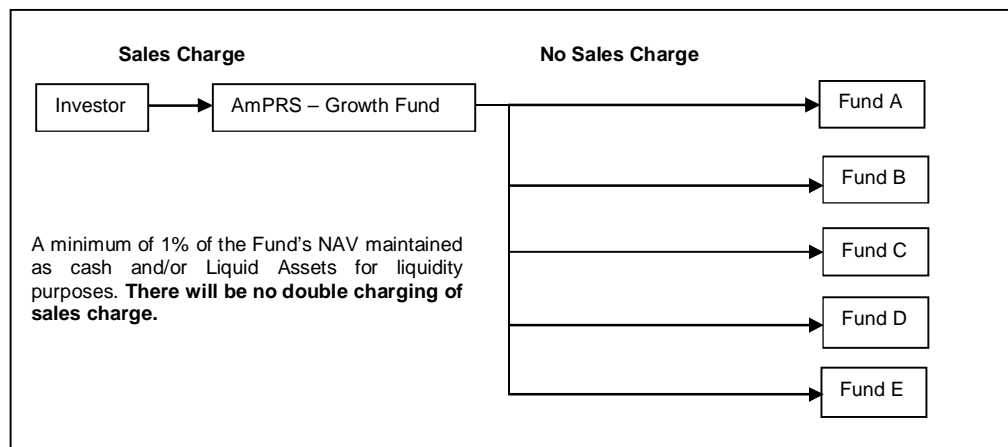 Sales Charge
No Sales Charge
Investor
AmPRS – Growth Fund
Fund A
Fund B
Fund C
Fund D
Fund E
A minimum of 1% of the Fund's NAV maintained
as cash and/or Liquid Assets for liquidity
purposes. There will be no double charging of
sales charge.